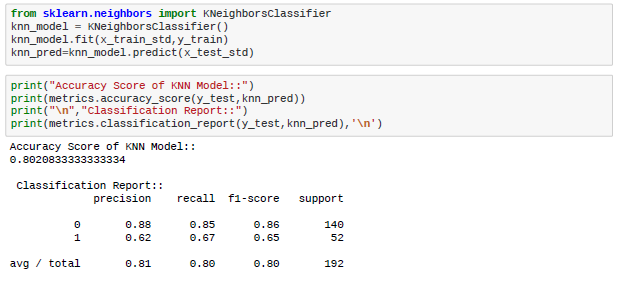 from sklearn.neighbors import KNeighborsClassifier
knn_model = KNeighborsClassifier()
knn_model.fit(x_train_std,y_train)
knn_pred=knn_model.predict(x_test_std)
print("Accuracy Score of KNN Model::")
print(metrics.accuracy_score(y_test,knn_pred))
print("\n","Classification Report::")
print(metrics.classification_report(y_test,knn_pred),'\n')
Accuracy Score of KNN Model::
0.8020833333333334
Classification Report::
precision recall f1-score support
0 0.88 0.85 0.86 140
1 0.62 0.67 0.65 52
avg / total 0.81 0.80 0.80 192